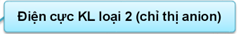 Điện cực KL loại 2 (chỉ thị anion)